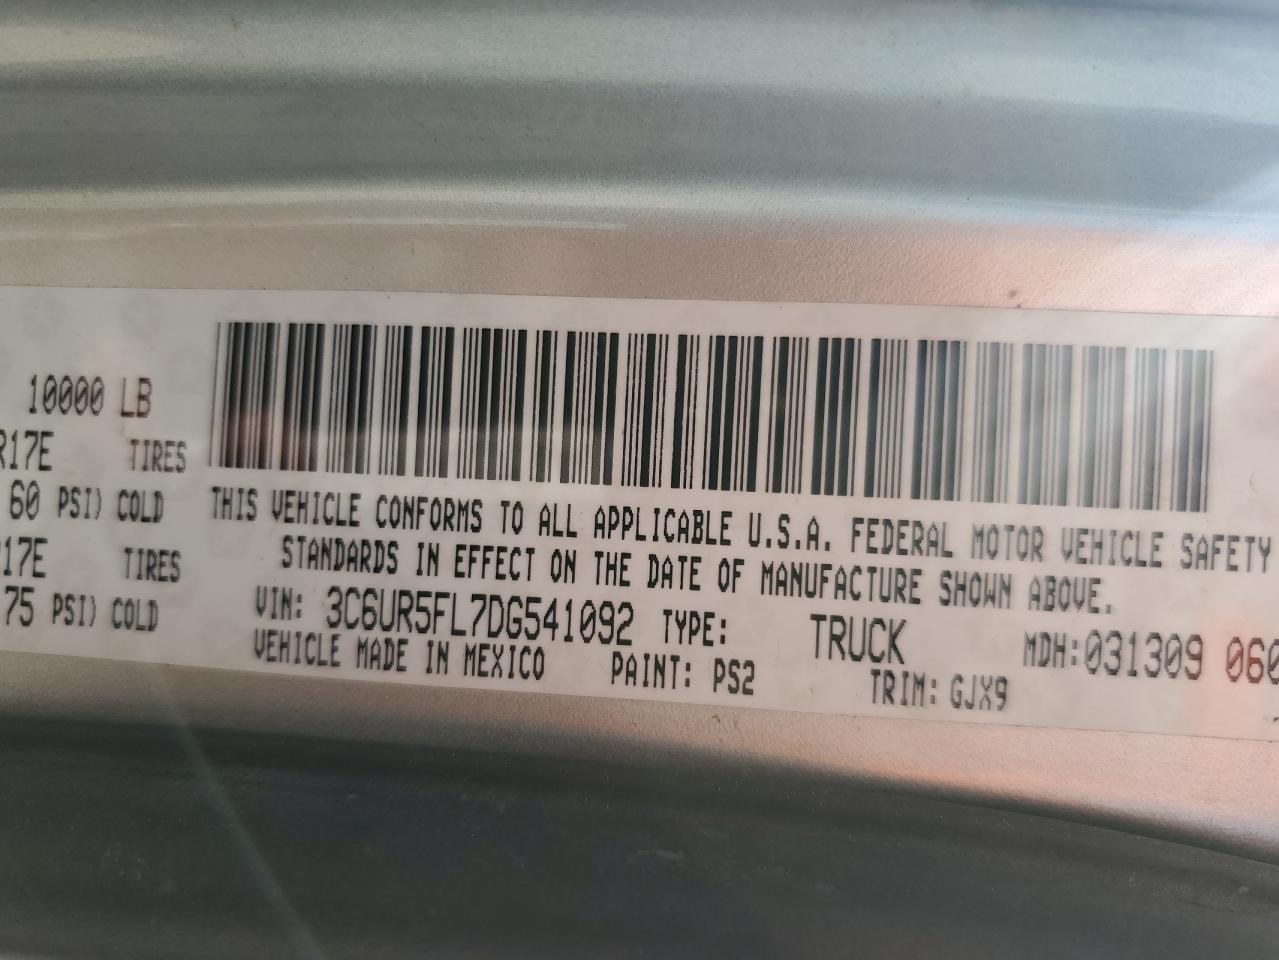 10000 LB
R17E TIRES
60 PSI) COLD
17E TIRES
75 PSI) COLD
THIS VEHICLE CONFORMS TO ALL APPLICABLE U.S.A. FEDERAL MOTOR VEHICLE SAFETY
STANDARDS IN EFFECT ON THE DATE OF MANUFACTURE SHOWN ABOVE.
VIN: 3C6UR5FL7DG541092 TYPE: TRUCK MDH:031309 060
VEHICLE MADE IN MEXICO PAINT: PS2 TRIM: GJX9